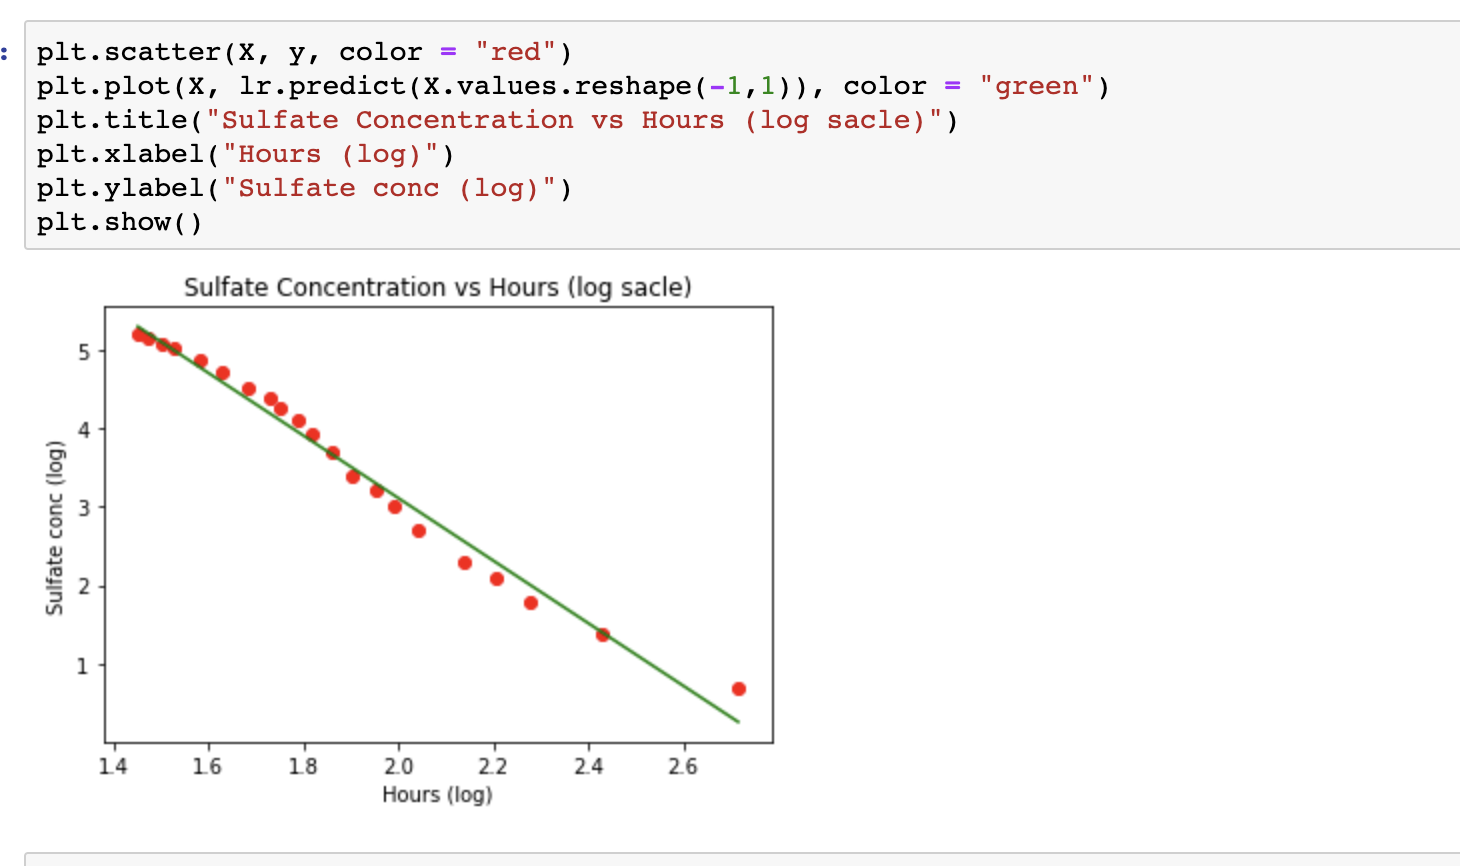 :
plt.scatter(X, y, color = "red")
plt.plot(X, lr.predict(X.values.reshape(-1,1)), color = "green")
plt.title("Sulfate Concentration vs Hours (log sacle)")
plt.xlabel("Hours (log)")
plt.ylabel("Sulfate conc (log)")
plt.show()
Sulfate Concentration vs Hours (log sacle)
Sulfate conc (log)
5
4
3
2
1
1.4 1.6 1.8 2.0 2.2 2.4 2.6
Hours (log)